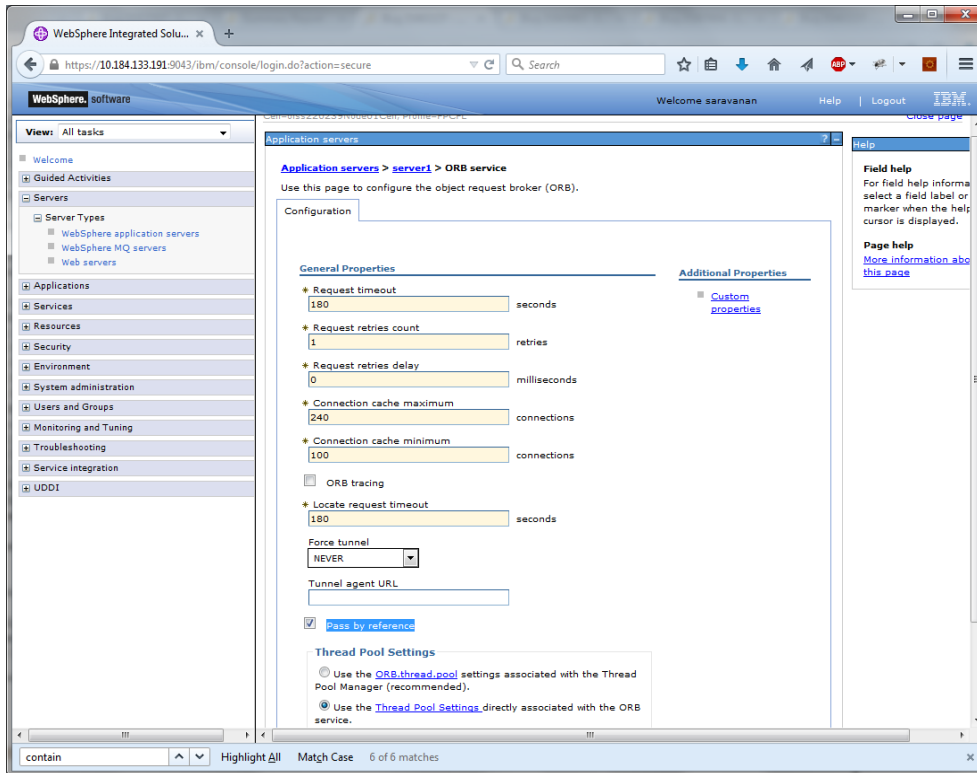 WebSphere Integrated Solu...
https://10.184.133.191:9043/ibm/console/login.do?action=secure
Search
ABP
WebSphere. software
Welcome saravanan
Help | Logout
IBM.
View: All tasks
Welcome
Guided Activities
Servers
Server Types
WebSphere application servers
WebSphere MQ servers
Web servers
Applications
Services
Resources
Security
Environment
System administration
Users and Groups
Monitoring and Tuning
Troubleshooting
Service integration
UDDI
Close page
Application servers
? –
Application servers > server1 > ORB service
Use this page to configure the object request broker (ORB).
Configuration
General Properties
* Request timeout
180 seconds
* Request retries count
1 retries
* Request retries delay
0 milliseconds
* Connection cache maximum
240 connections
* Connection cache minimum
100 connections
ORB tracing
* Locate request timeout
180 seconds
Force tunnel
NEVER
Tunnel agent URL
Pass by reference
Thread Pool Settings
Use the ORB.thread.pool settings associated with the Thread
Pool Manager (recommended).
Use the Thread Pool Settings directly associated with the ORB
service.
Additional Properties
Custom
properties
Help
Field help
For field help informa
select a field label or
marker when the help
cursor is displayed.
Page help
More information abo
this page
contain
Highlight All
Match Case
6 of 6 matches